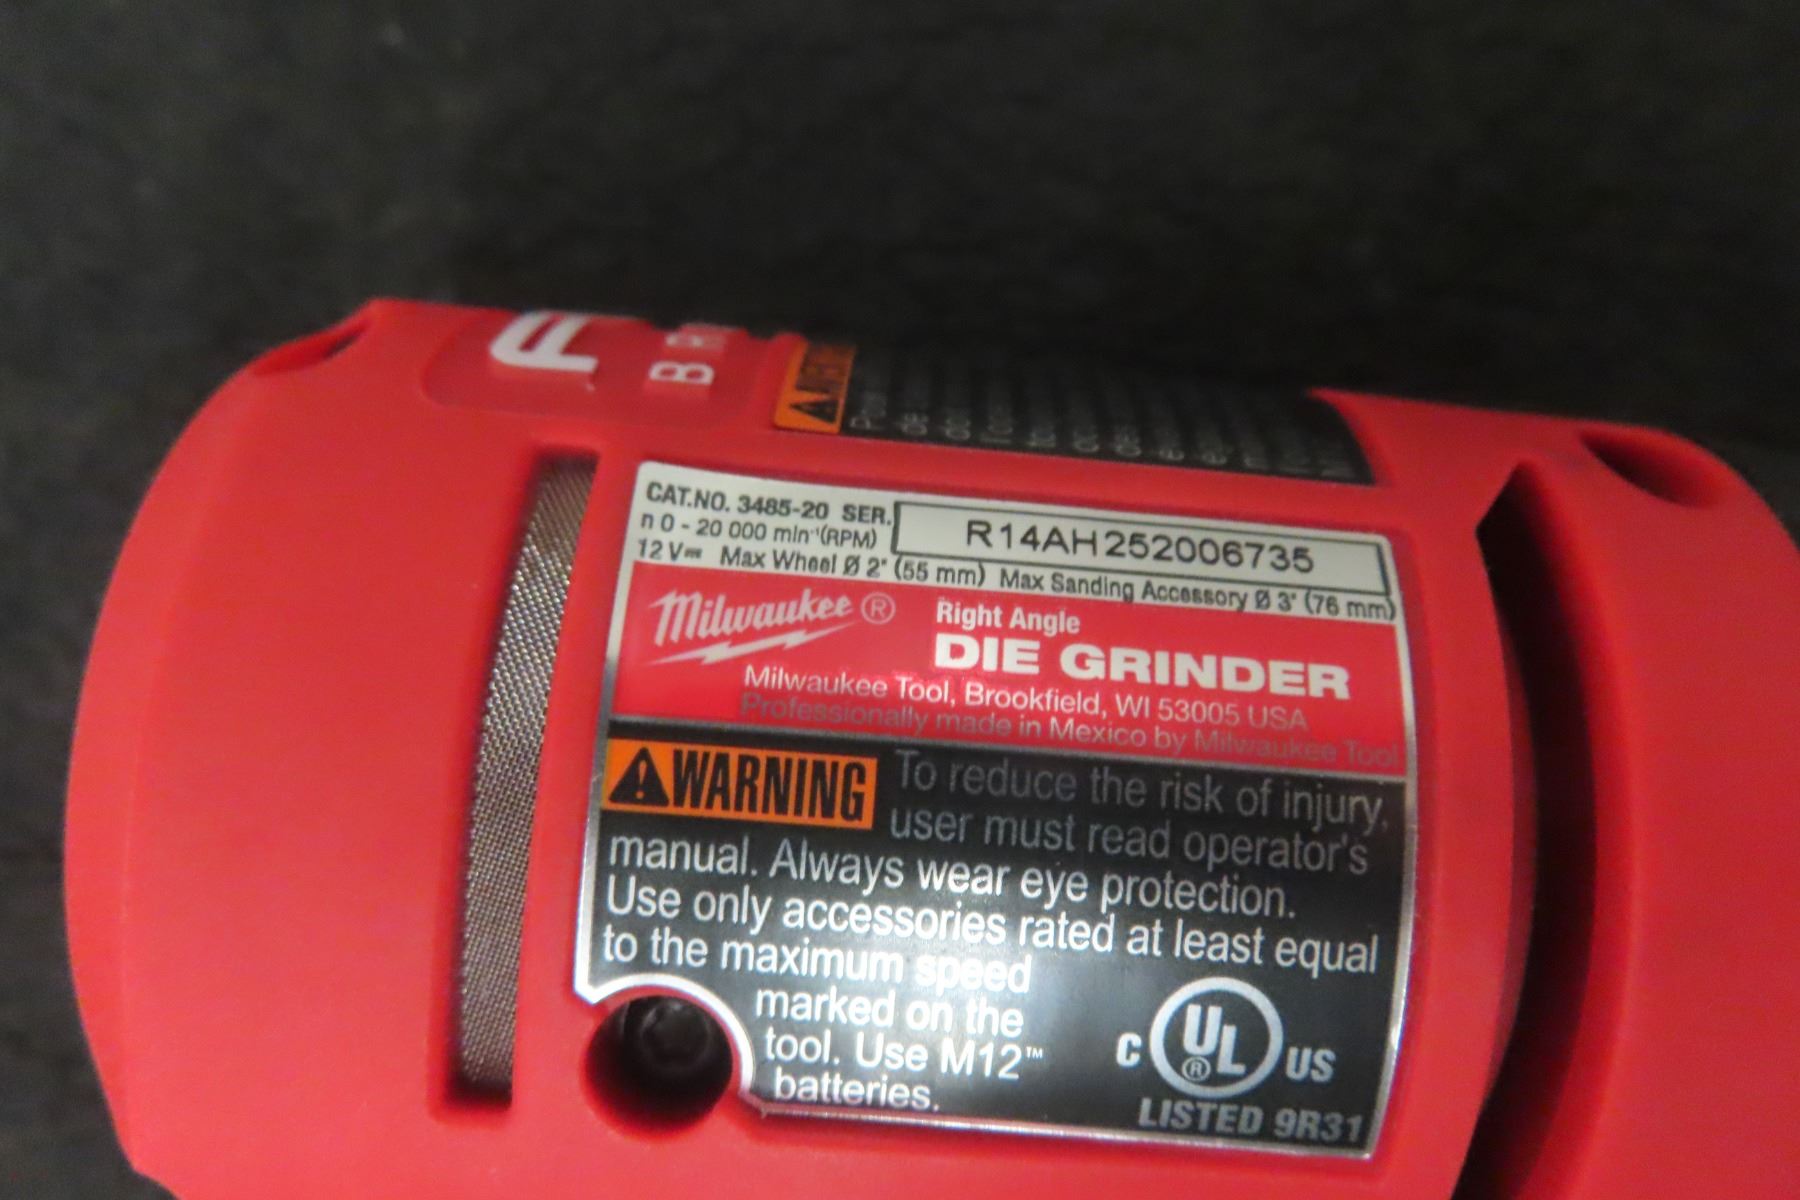 F
B R
AVERTEN
CAT.NO. 3485-20 SER. R14AH252006735
n 0 - 20 000 min⁻¹(RPM)
12 V⎓ Max Wheel Ø 2" (55 mm) Max Sanding Accessory Ø 3" (76 mm)
Milwaukee® Right Angle
DIE GRINDER
Milwaukee Tool, Brookfield, WI 53005 USA
Professionally made in Mexico by Milwaukee Tool
WARNING To reduce the risk of injury,
user must read operator's
manual. Always wear eye protection.
Use only accessories rated at least equal
to the maximum speed
marked on the
tool. Use M12™
batteries.
C UL® US
LISTED 9R31